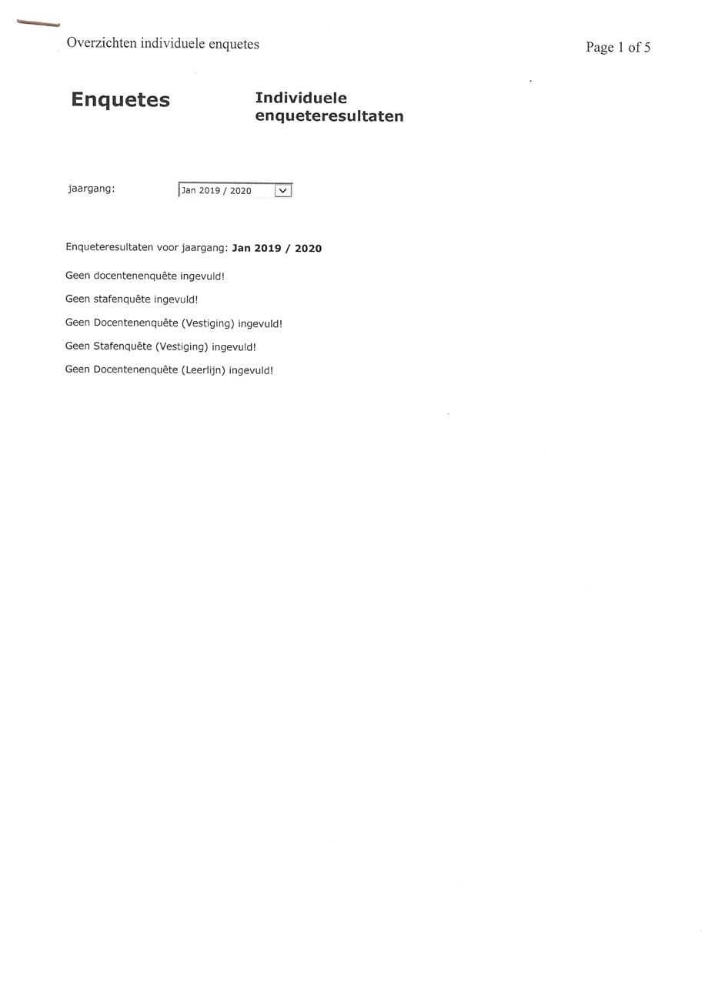 Overzichten individuele enquetes
Page 1 of 5
Enquetes
Individuele
enqueteresultaten
jaargang:
Jan 2019 / 2020
Enqueteresultaten voor jaargang: Jan 2019 / 2020
Geen docentenenquête ingevuld!
Geen stafenquête ingevuld!
Geen Docentenenquête (Vestiging) ingevuld!
Geen Stafenquête (Vestiging) ingevuld!
Geen Docentenenquête (Leerlijn) ingevuld!